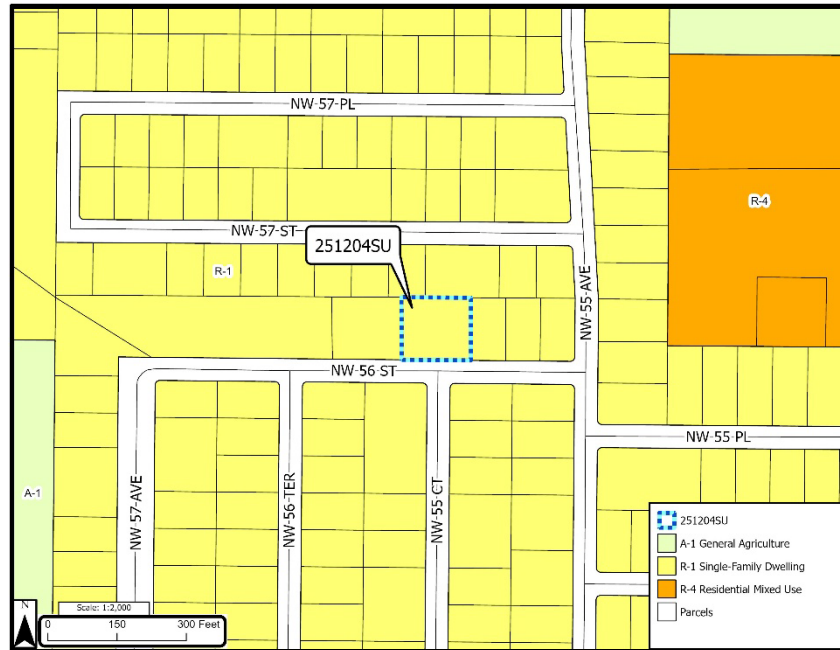 NW 57 PL
R-4
NW 57 ST
251204SU
R-1
NW 55 AVE
NW 56 ST
NW 55 PL
A-1
NW 57 AVE
NW 56 TER
NW 55 CT
251204SU
A-1 General Agriculture
R-1 Single-Family Dwelling
R-4 Residential Mixed Use
Parcels
N
Scale: 1:2,000
0 150 300 Feet